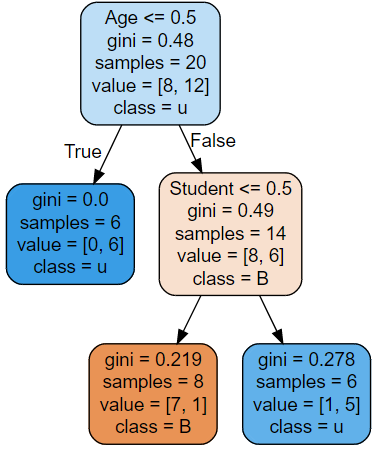 Age <= 0.5
gini = 0.48
samples = 20
value = [8, 12]
class = u
True
False
gini = 0.0
samples = 6
value = [0, 6]
class = u
Student <= 0.5
gini = 0.49
samples = 14
value = [8, 6]
class = B
gini = 0.219
samples = 8
value = [7, 1]
class = B
gini = 0.278
samples = 6
value = [1, 5]
class = u